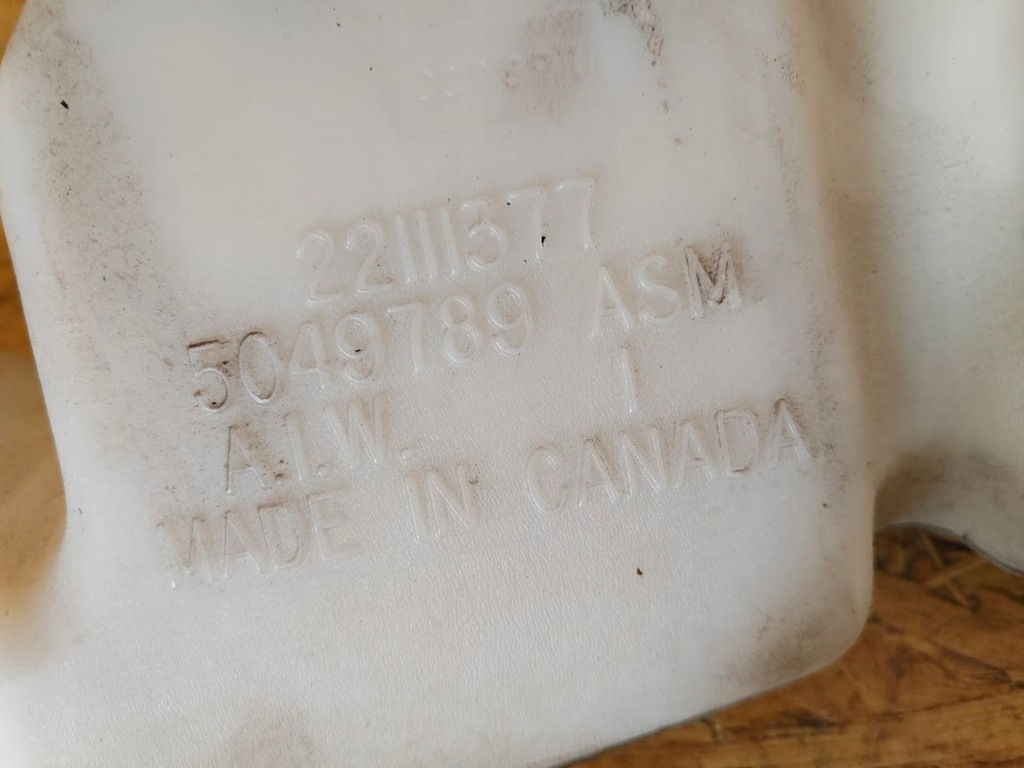 22111377
5049789 ASM
A.I.W. 1
MADE IN CANADA